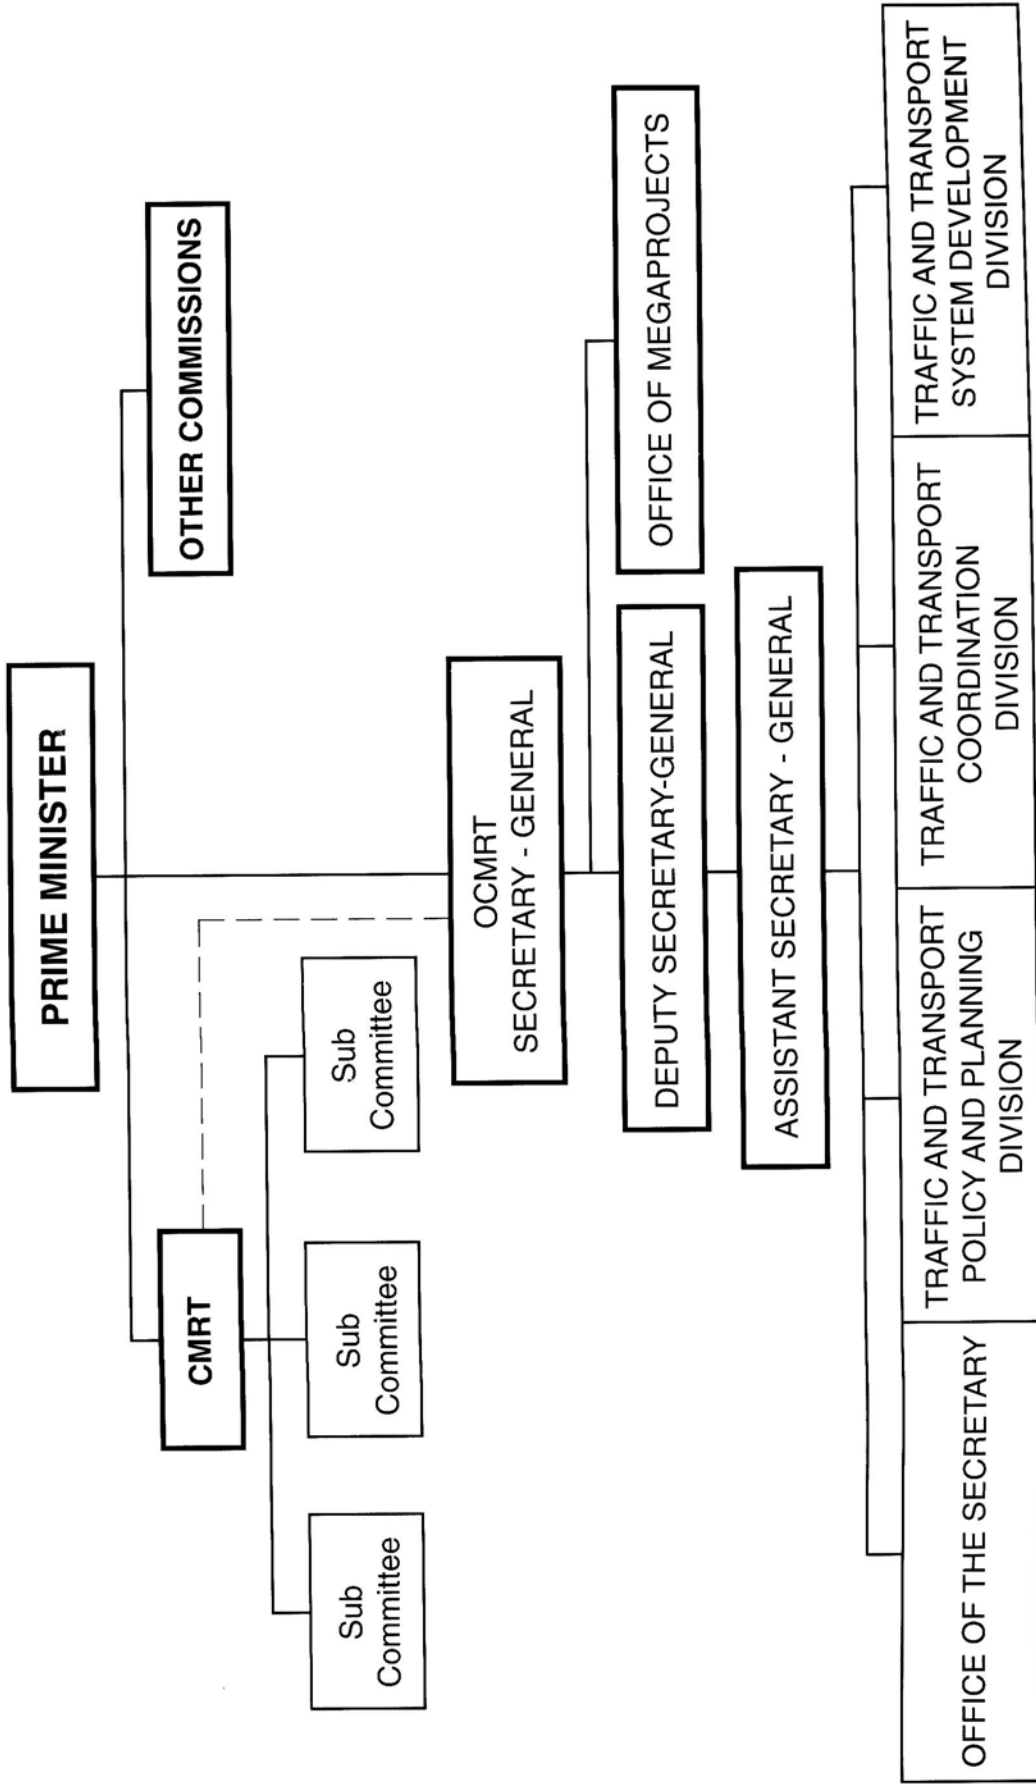 PRIME MINISTER
CMRT
OTHER COMMISSIONS
Sub
Committee
Sub
Committee
Sub
Committee
OCMRT
SECRETARY - GENERAL
DEPUTY SECRETARY-GENERAL
OFFICE OF MEGAPROJECTS
ASSISTANT SECRETARY - GENERAL
OFFICE OF THE SECRETARY
TRAFFIC AND TRANSPORT
POLICY AND PLANNING
DIVISION
TRAFFIC AND TRANSPORT
COORDINATION
DIVISION
TRAFFIC AND TRANSPORT
SYSTEM DEVELOPMENT
DIVISION